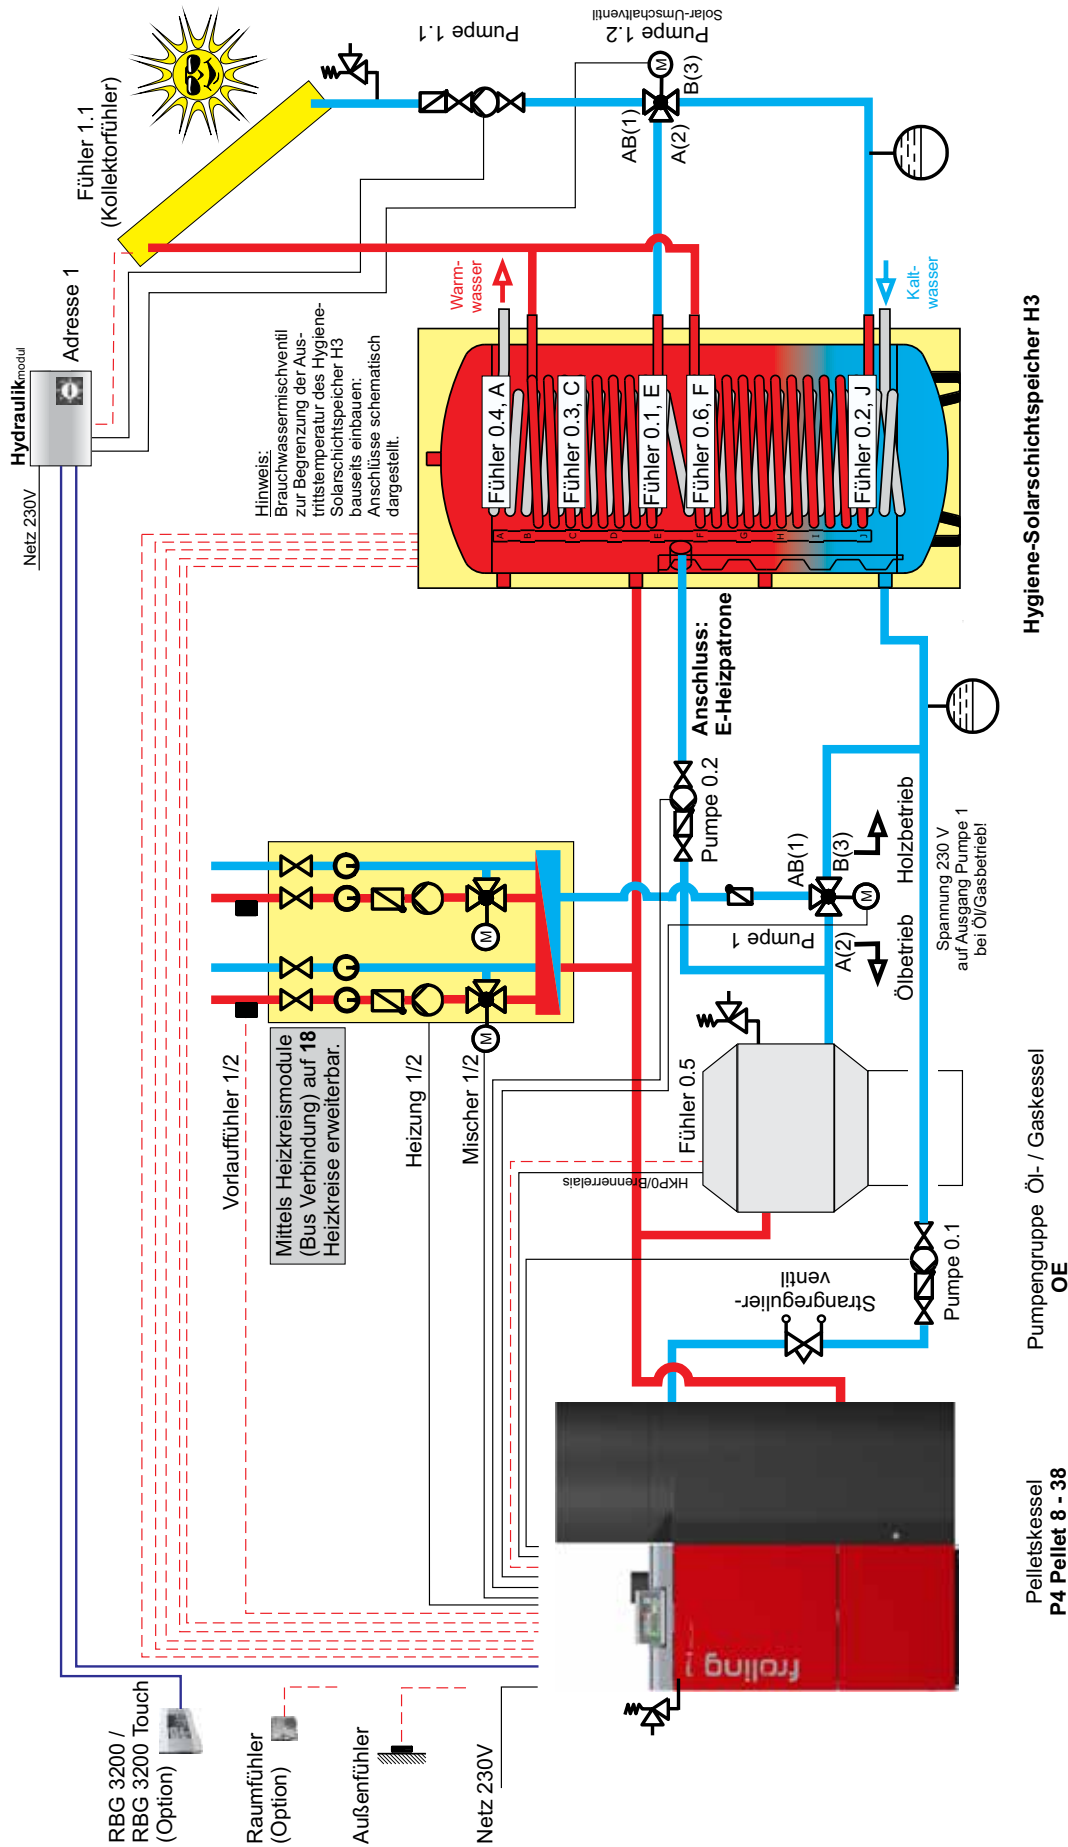 RBG 3200 /
RBG 3200 Touch
(Option)
Raumfühler
(Option)
Außenfühler
Netz 230V
Netz 230V
Hydraulikmodul
Adresse 1
Fühler 1.1
(Kollektorfühler)
Pumpe 1.1
Pumpe 1.2
Solar-Umschaltventil
M
AB(1)
A(2)
B(3)
Hinweis:
Brauchwassermischventil
zur Begrenzung der Aus-
trittstemperatur des Hygiene-
Solarschichtspeicher H3
bauseits einbauen:
Anschlüsse schematisch
dargestellt.
Warm-
wasser
Kalt-
wasser
Fühler 0.4, A
Fühler 0.3, C
Fühler 0.1, E
Fühler 0.6, F
Fühler 0.2, J
A
B
C
D
E
F
G
H
I
J
Hygiene-Solarschichtspeicher H3
Anschluss:
E-Heizpatrone
Vorlauffühler 1/2
Mittels Heizkreismodule
(Bus Verbindung) auf 18
Heizkreise erweiterbar.
Heizung 1/2
Mischer 1/2
M
M
Pumpe 0.2
Pumpe 1
AB(1)
B(3)
A(2)
M
Ölbetrieb
Holzbetrieb
Spannung 230 V
auf Ausgang Pumpe 1
bei Öl/Gasbetrieb!
Fühler 0.5
HKP0/Brennerrelais
Strangregulier-
ventil
Pumpe 0.1
Pumpengruppe
OE
Öl- / Gaskessel
froling
Pelletskessel
P4 Pellet 8 - 38